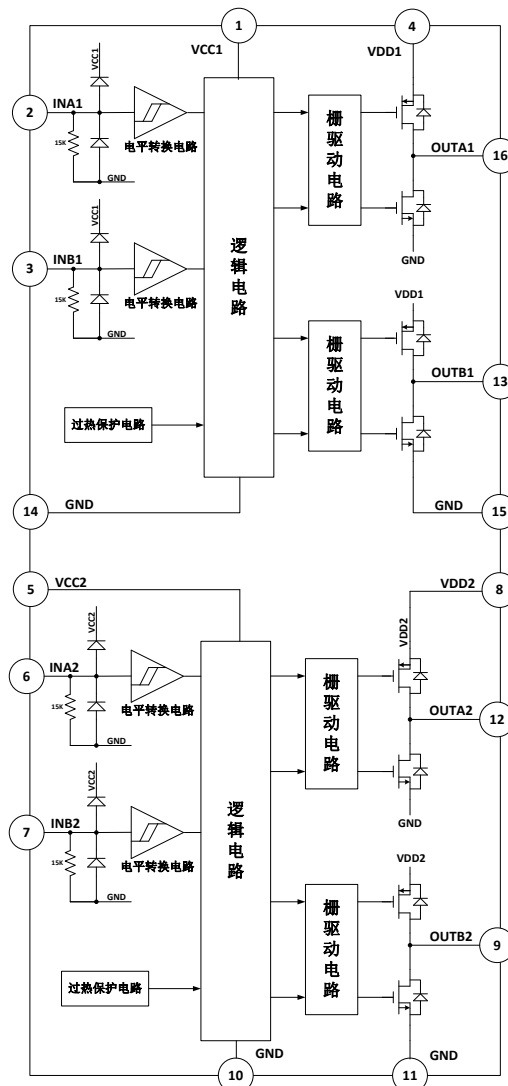 1
VCC1
4
VDD1
VCC1
2
INA1
15K
GND
电平转换电路
栅驱动电路
OUTA1
16
GND
VCC1
3
INB1
15K
GND
电平转换电路
逻辑电路
VDD1
栅驱动电路
OUTB1
13
过热保护电路
14
GND
GND
15
5
VCC2
VDD2
8
VCC2
VDD2
6
INA2
15K
GND
电平转换电路
栅驱动电路
OUTA2
12
GND
VCC2
7
INB2
15K
GND
电平转换电路
逻辑电路
VDD2
栅驱动电路
OUTB2
9
过热保护电路
GND
10
GND
11